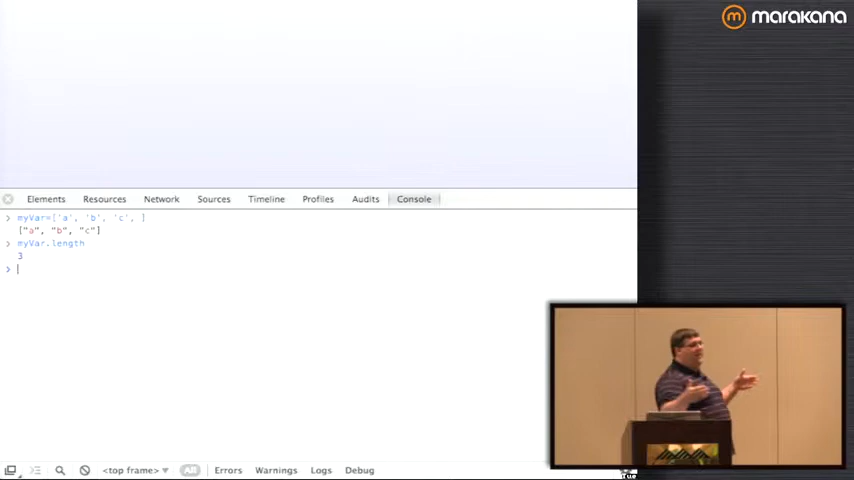 marakana
Elements Resources Network Sources Timeline Profiles Audits Console
> myVar=['a', 'b', 'c', ]
["a", "b", "c"]
> myVar.length
3
>
<top frame> All Errors Warnings Logs Debug